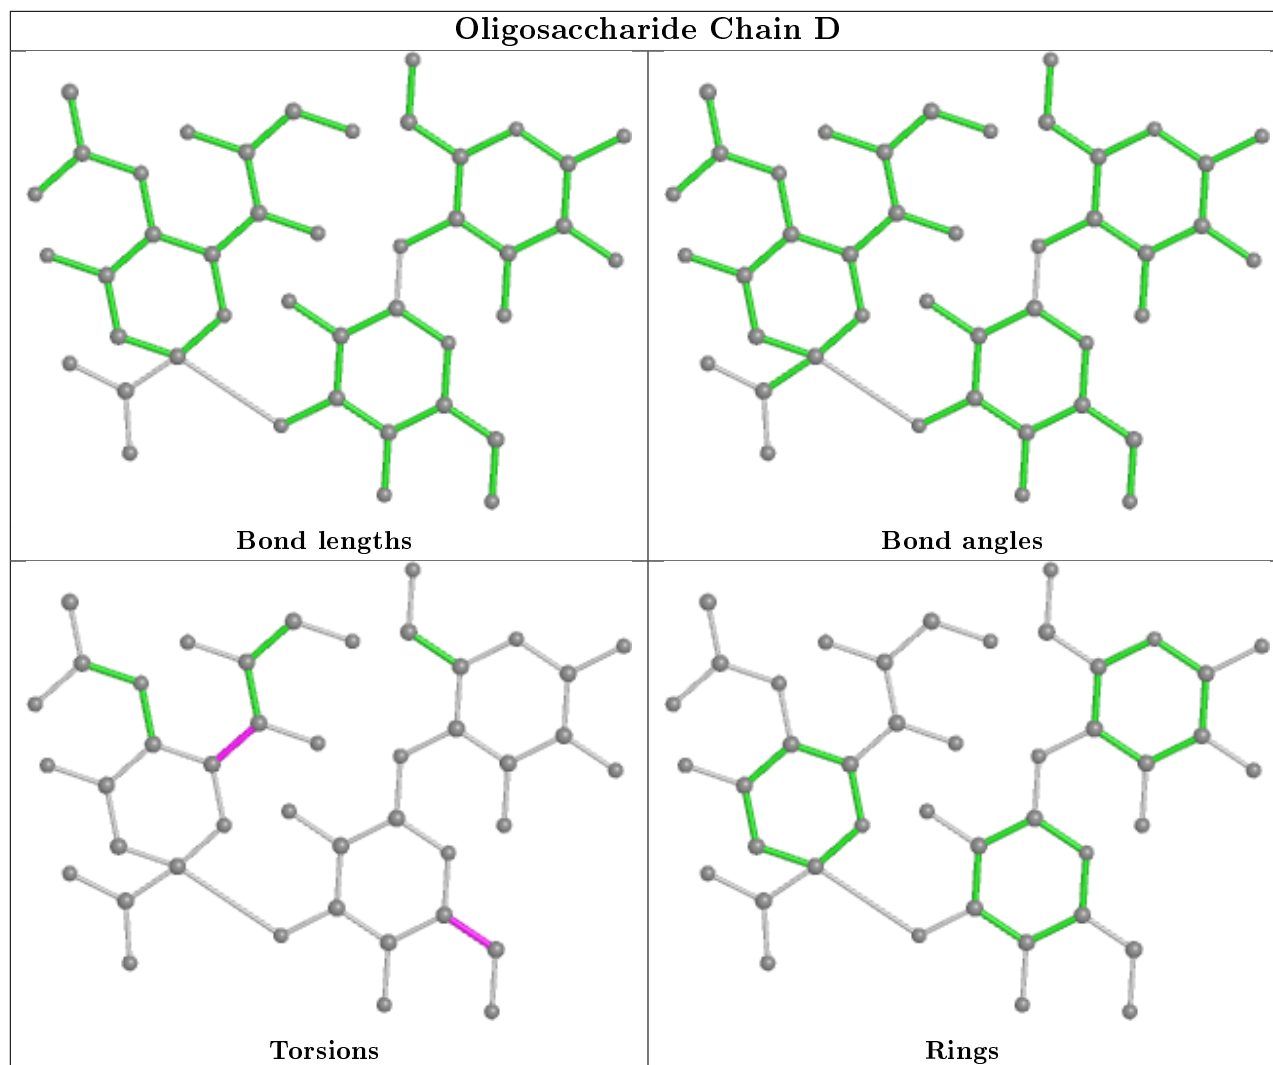 Oligosaccharide Chain D
Bond lengths
Bond angles
Torsions
Rings